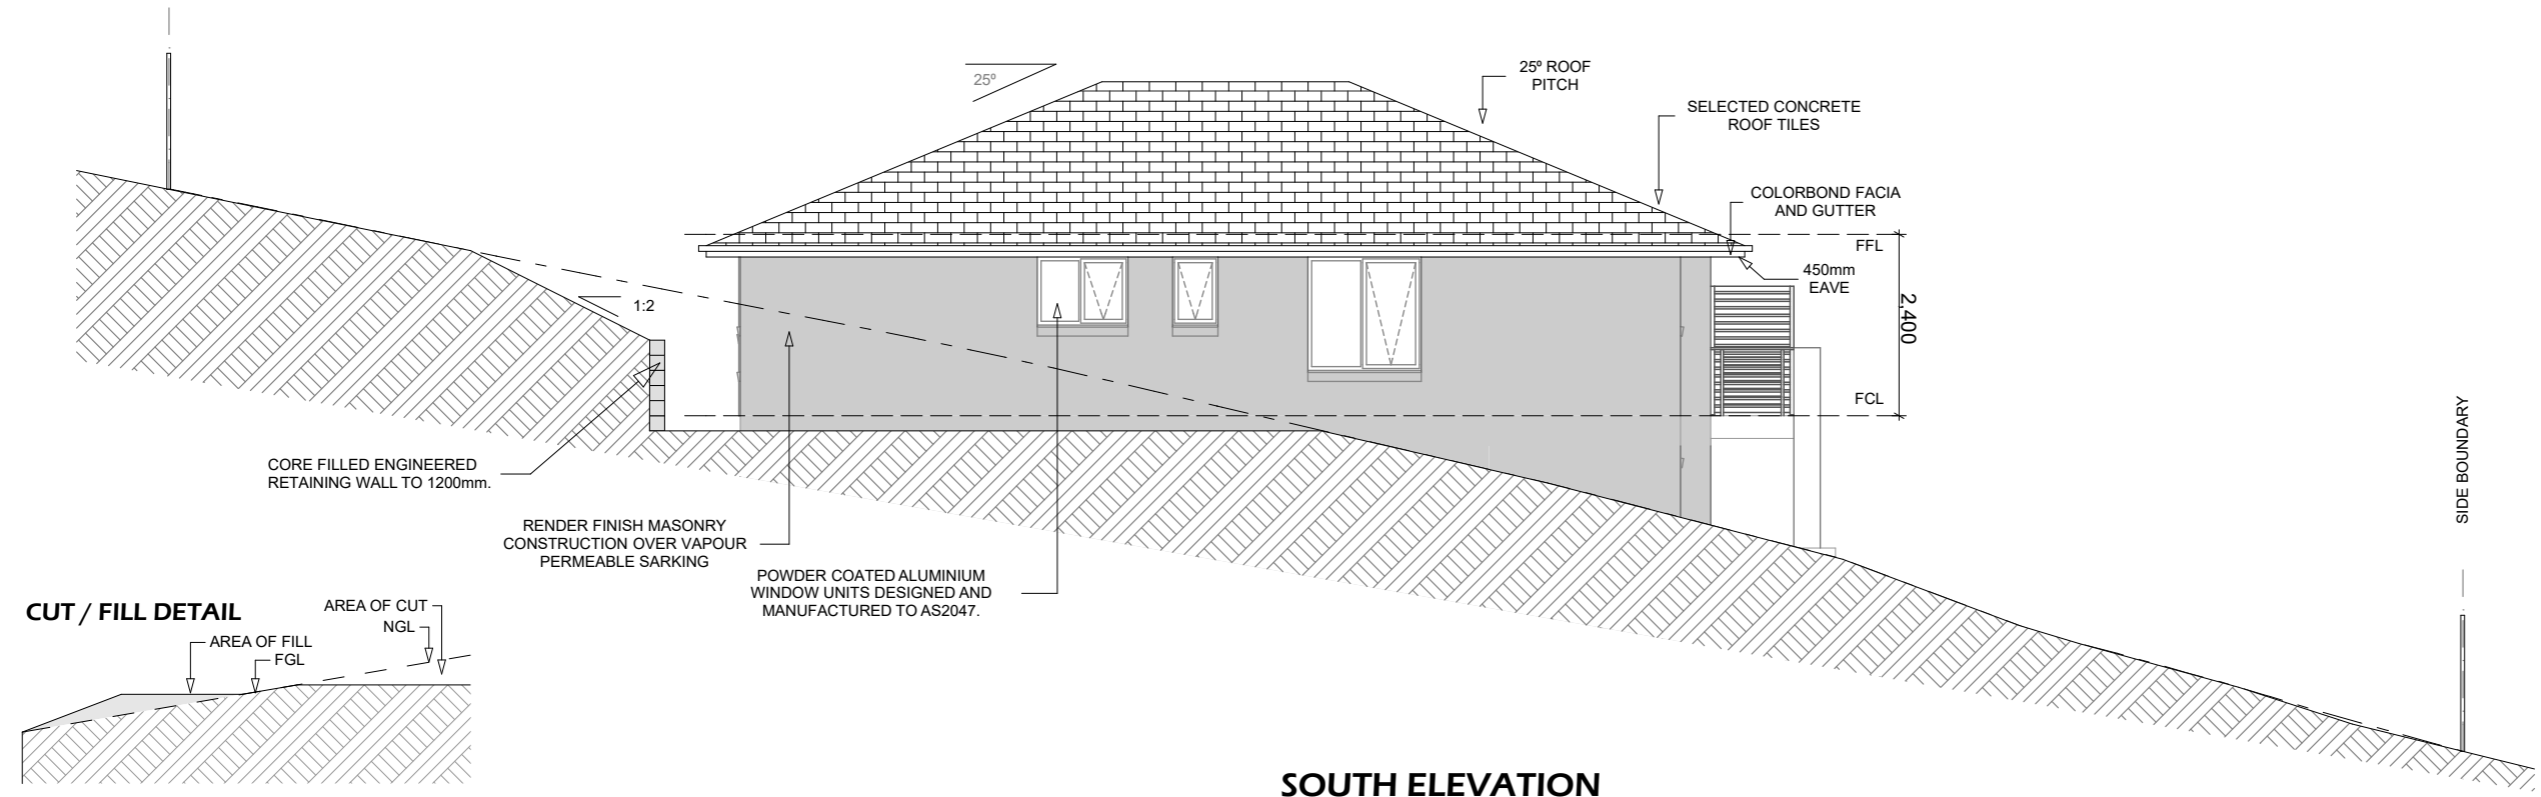 25º
25º ROOF
PITCH
SELECTED CONCRETE
ROOF TILES
COLORBOND FACIA
AND GUTTER
FFL
450mm
EAVE
2,400
FCL
1:2
SIDE BOUNDARY
CORE FILLED ENGINEERED
RETAINING WALL TO 1200mm.
RENDER FINISH MASONRY
CONSTRUCTION OVER VAPOUR
PERMEABLE SARKING
POWDER COATED ALUMINIUM
WINDOW UNITS DESIGNED AND
MANUFACTURED TO AS2047.
CUT / FILL DETAIL
AREA OF CUT
NGL
AREA OF FILL
FGL
SOUTH ELEVATION